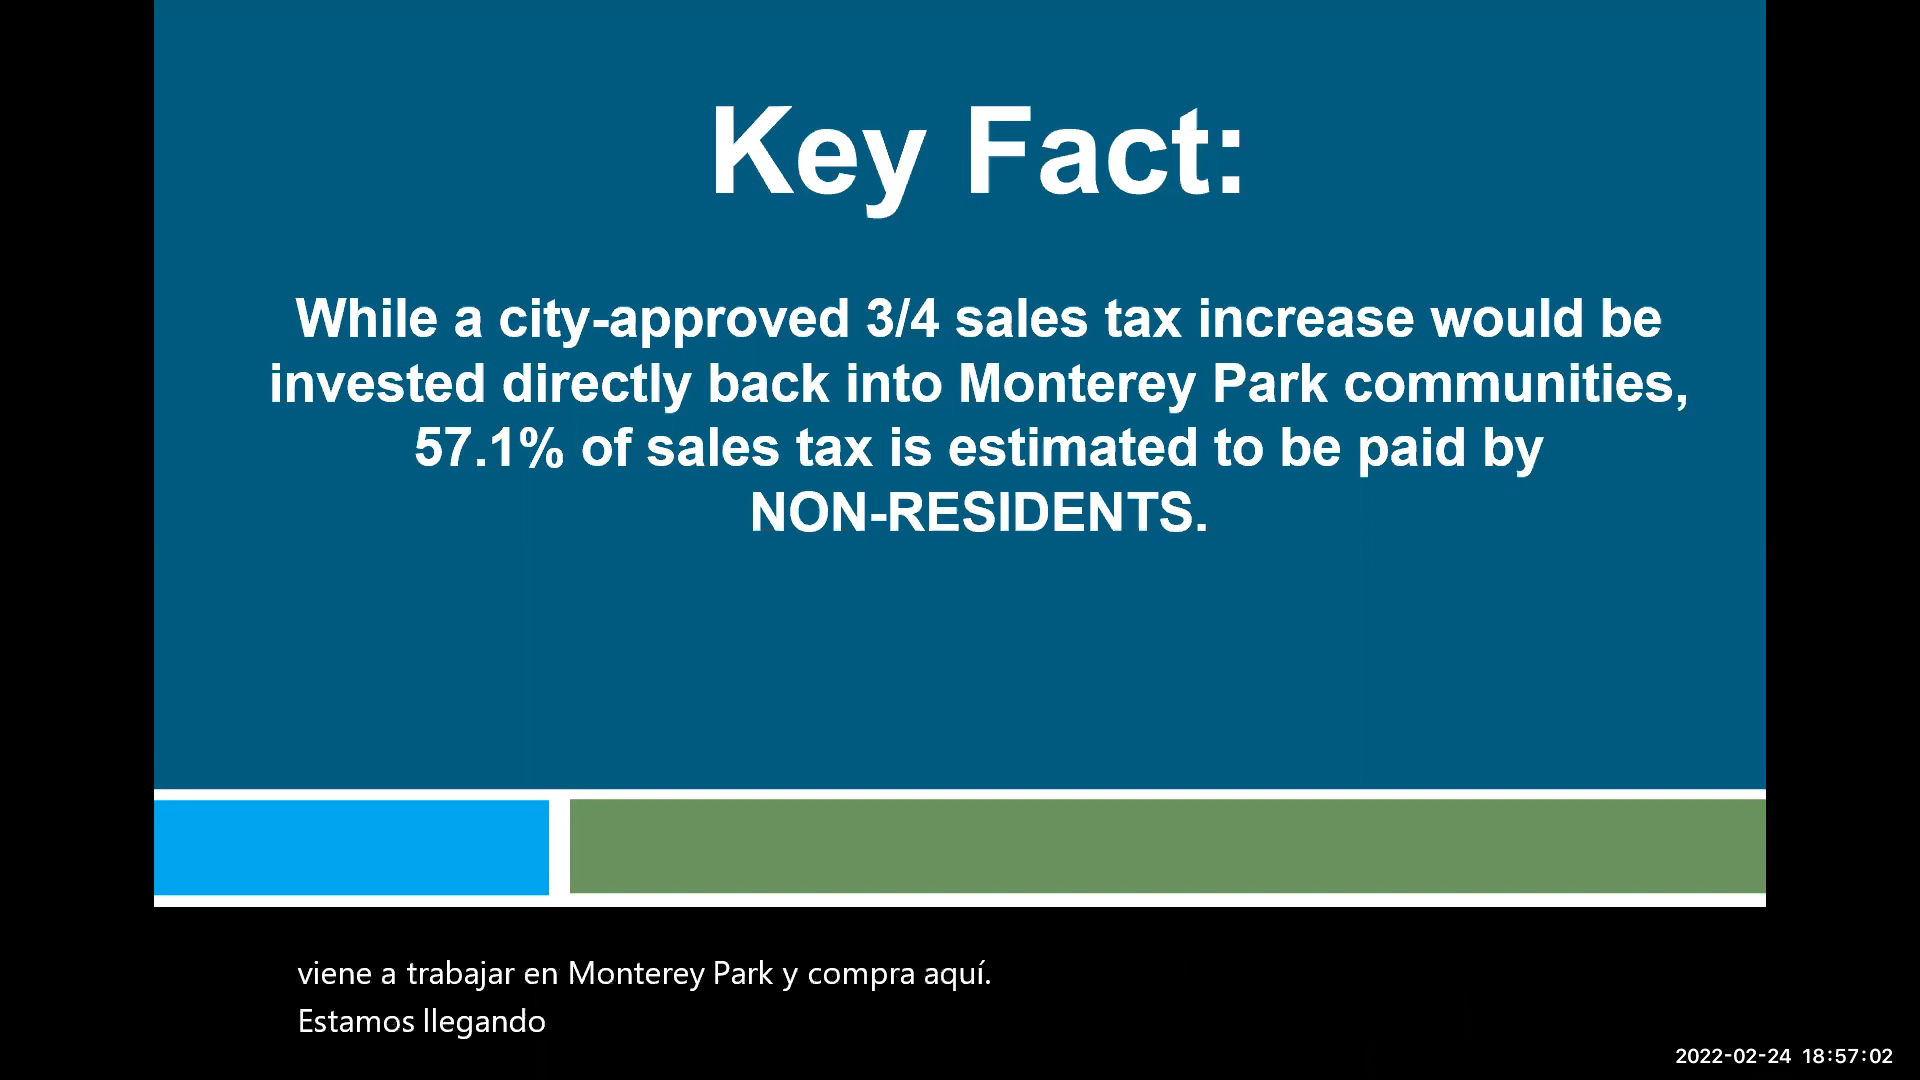 Key Fact:
While a city-approved 3/4 sales tax increase would be
invested directly back into Monterey Park communities,
57.1% of sales tax is estimated to be paid by
NON-RESIDENTS.
viene a trabajar en Monterey Park y compra aquí.
Estamos llegando
2022-02-24 18:57:02